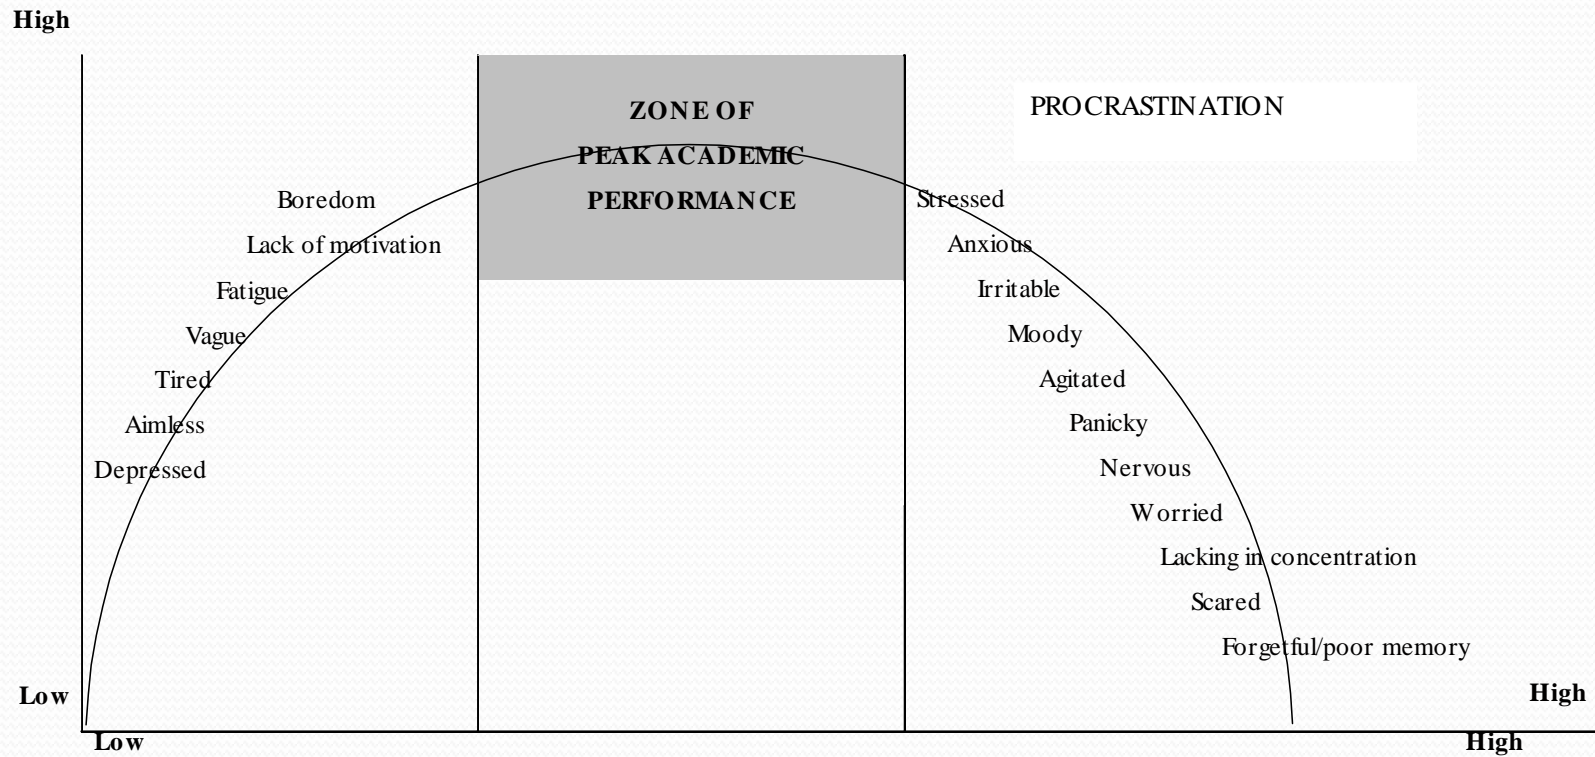 High
ZONE OF
PEAK ACADEMIC
PERFORMANCE
PROCRASTINATION
Boredom
Lack of motivation
Fatigue
Vague
Tired
Aimless
Depressed
Stressed
Anxious
Irritable
Moody
Agitated
Panicky
Nervous
Worried
Lacking in concentration
Scared
Forgetful/poor memory
Low
High
Low
High